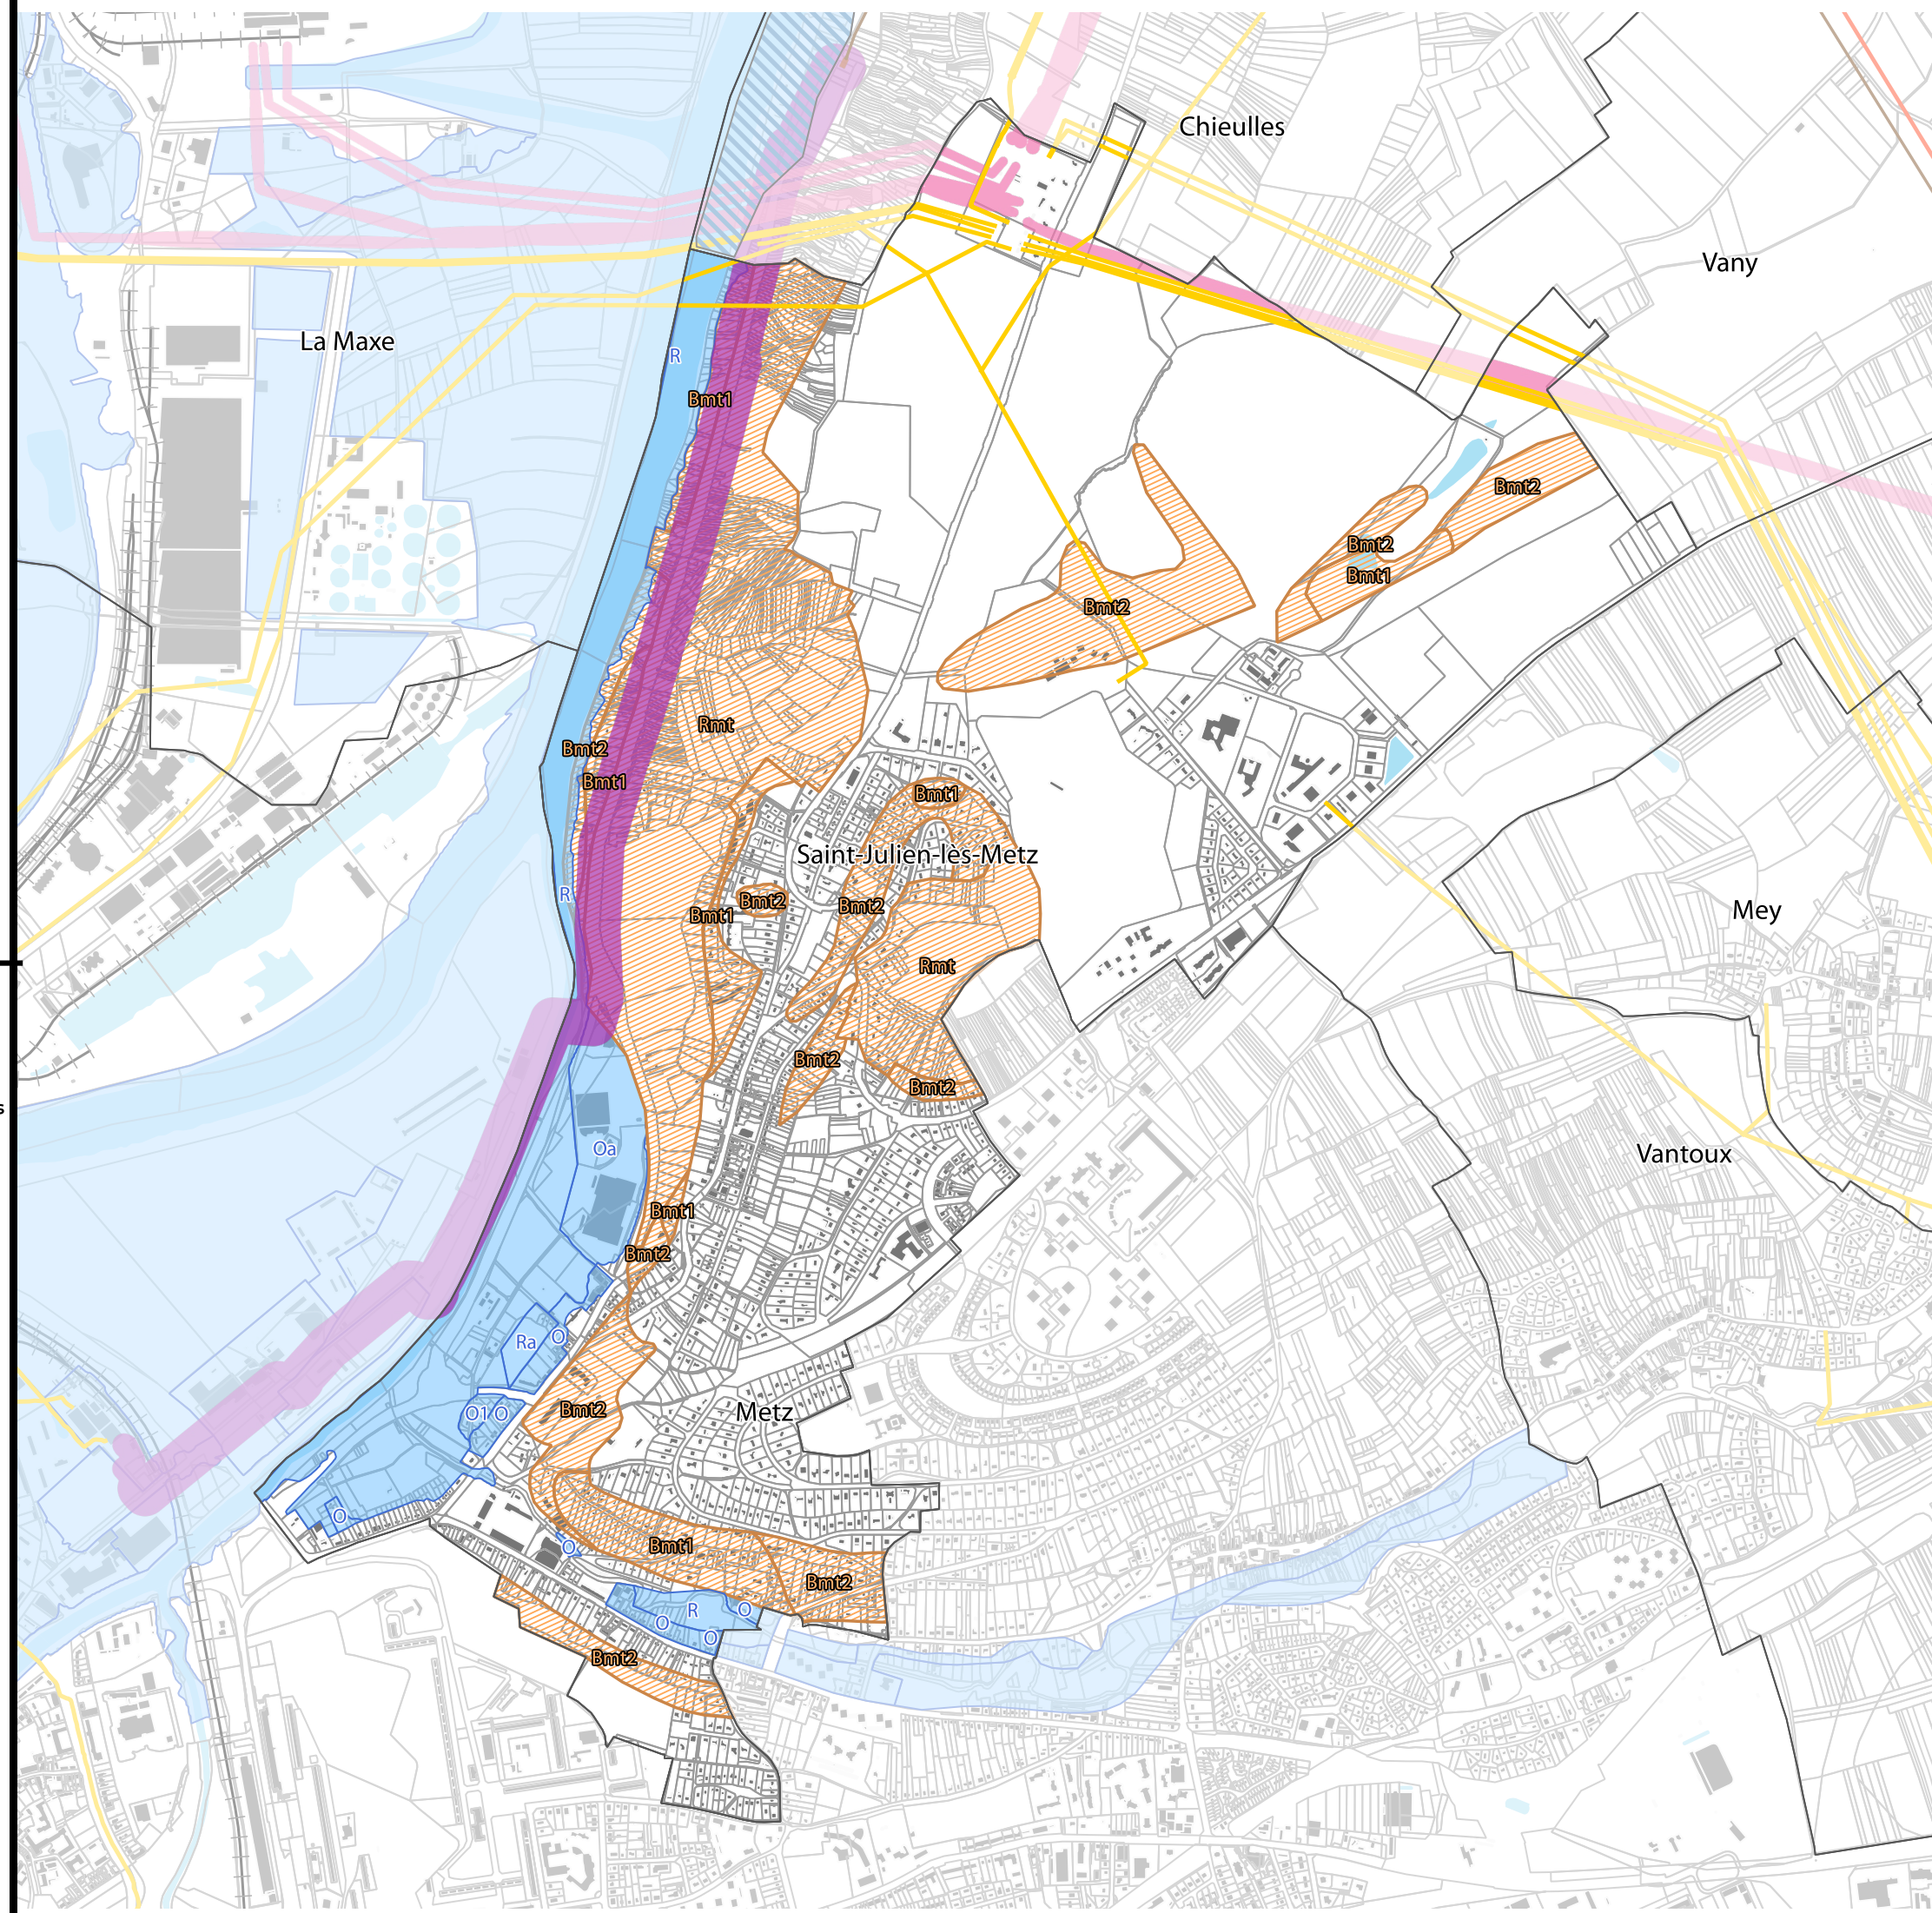 Chieulles
Vany
La Maxe
R
Bmt1
Bmt2
Bmt2
Bmt1
Bmt2
Rmt
Bmt2
Bmt1
Bmt1
Saint-Julien-lès-Metz
R
Bmt2
Bmt2
Bmt1
Mey
Rmt
Bmt2
Bmt2
s
Oa
Vantoux
Bmt1
Bmt2
Ra
O
Bmt2
O1
O
Metz
O
Bmt1
O
Bmt2
R
O
O
O
Bmt2